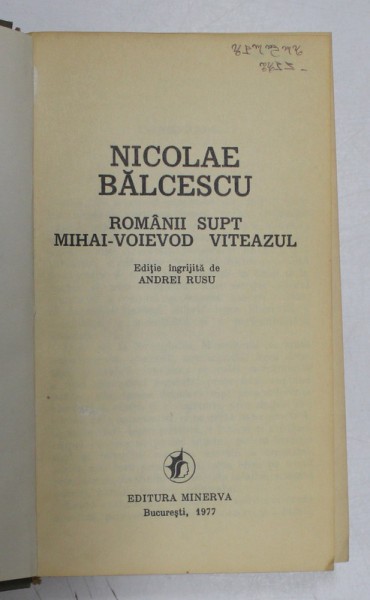 NICOLAE
BĂLCESCU
ROMÂNII SUPT
MIHAI-VOIEVOD VITEAZUL
Ediție îngrijită de
ANDREI RUSU
EDITURA MINERVA
București, 1977